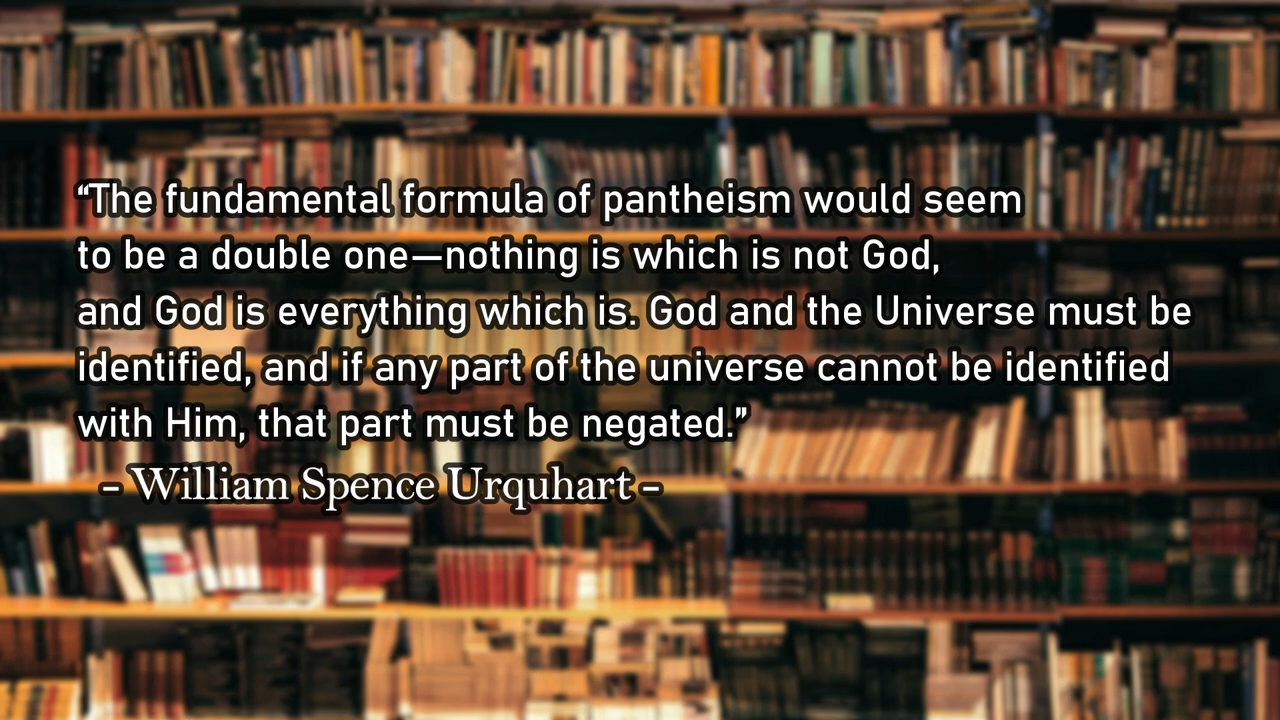 “The fundamental formula of pantheism would seem
to be a double one—nothing is which is not God,
and God is everything which is. God and the Universe must be
identified, and if any part of the universe cannot be identified
with Him, that part must be negated.”
– William Spence Urquhart –